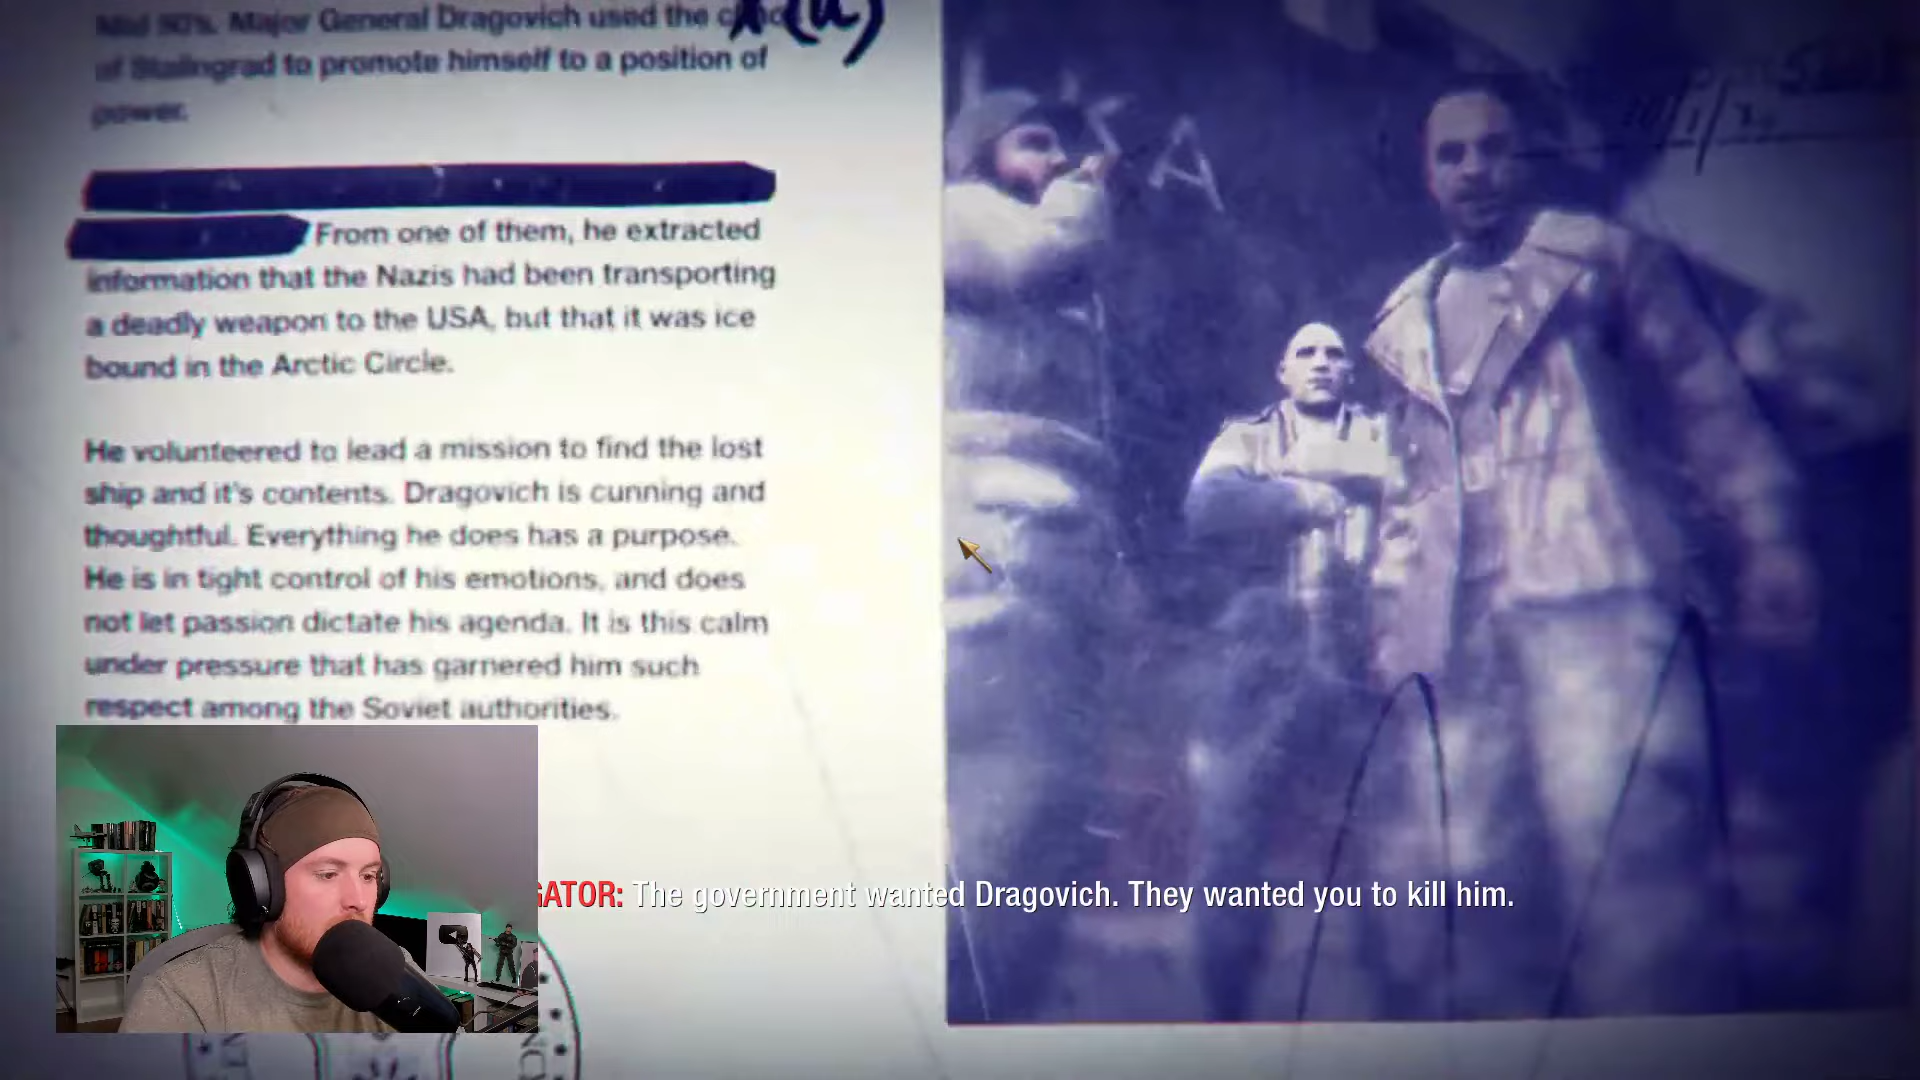 Mid 50's. Major General Dragovich used the
of Stalingrad to promote himself to a position of
power.
From one of them, he extracted
information that the Nazis had been transporting
a deadly weapon to the USA, but that it was ice
bound in the Arctic Circle.
He volunteered to lead a mission to find the lost
ship and it's contents. Dragovich is cunning and
thoughtful. Everything he does has a purpose.
He is in tight control of his emotions, and does
not let passion dictate his agenda. It is this calm
under pressure that has garnered him such
respect among the Soviet authorities.
GATOR: The government wanted Dragovich. They wanted you to kill him.